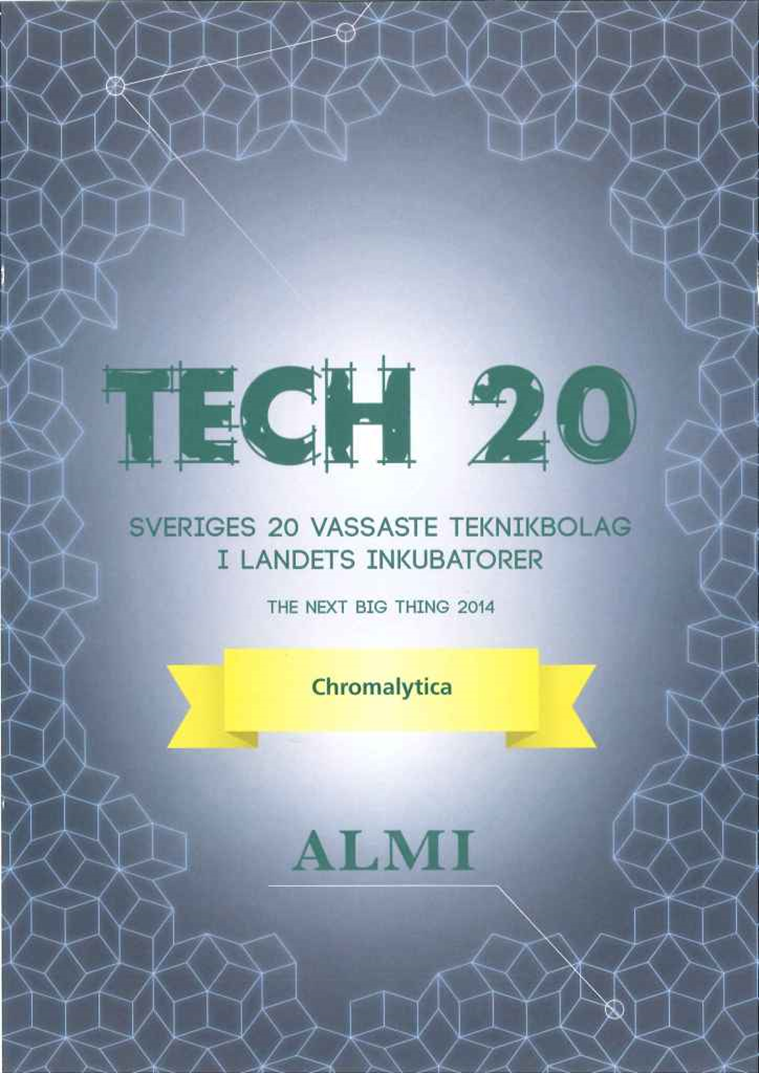 TECH 20
SVERIGES 20 VASSASTE TEKNIKBOLAG
I LANDETS INKUBATORER
THE NEXT BIG THING 2014
Chromalytica
ALMI